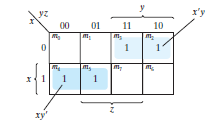 y
x yz 00 01 11 10 x'y
m₀ m₁ m₃ m₂
0 1 1
m₄ m₅ m₇ m₆
x 1 1 1
xy' z